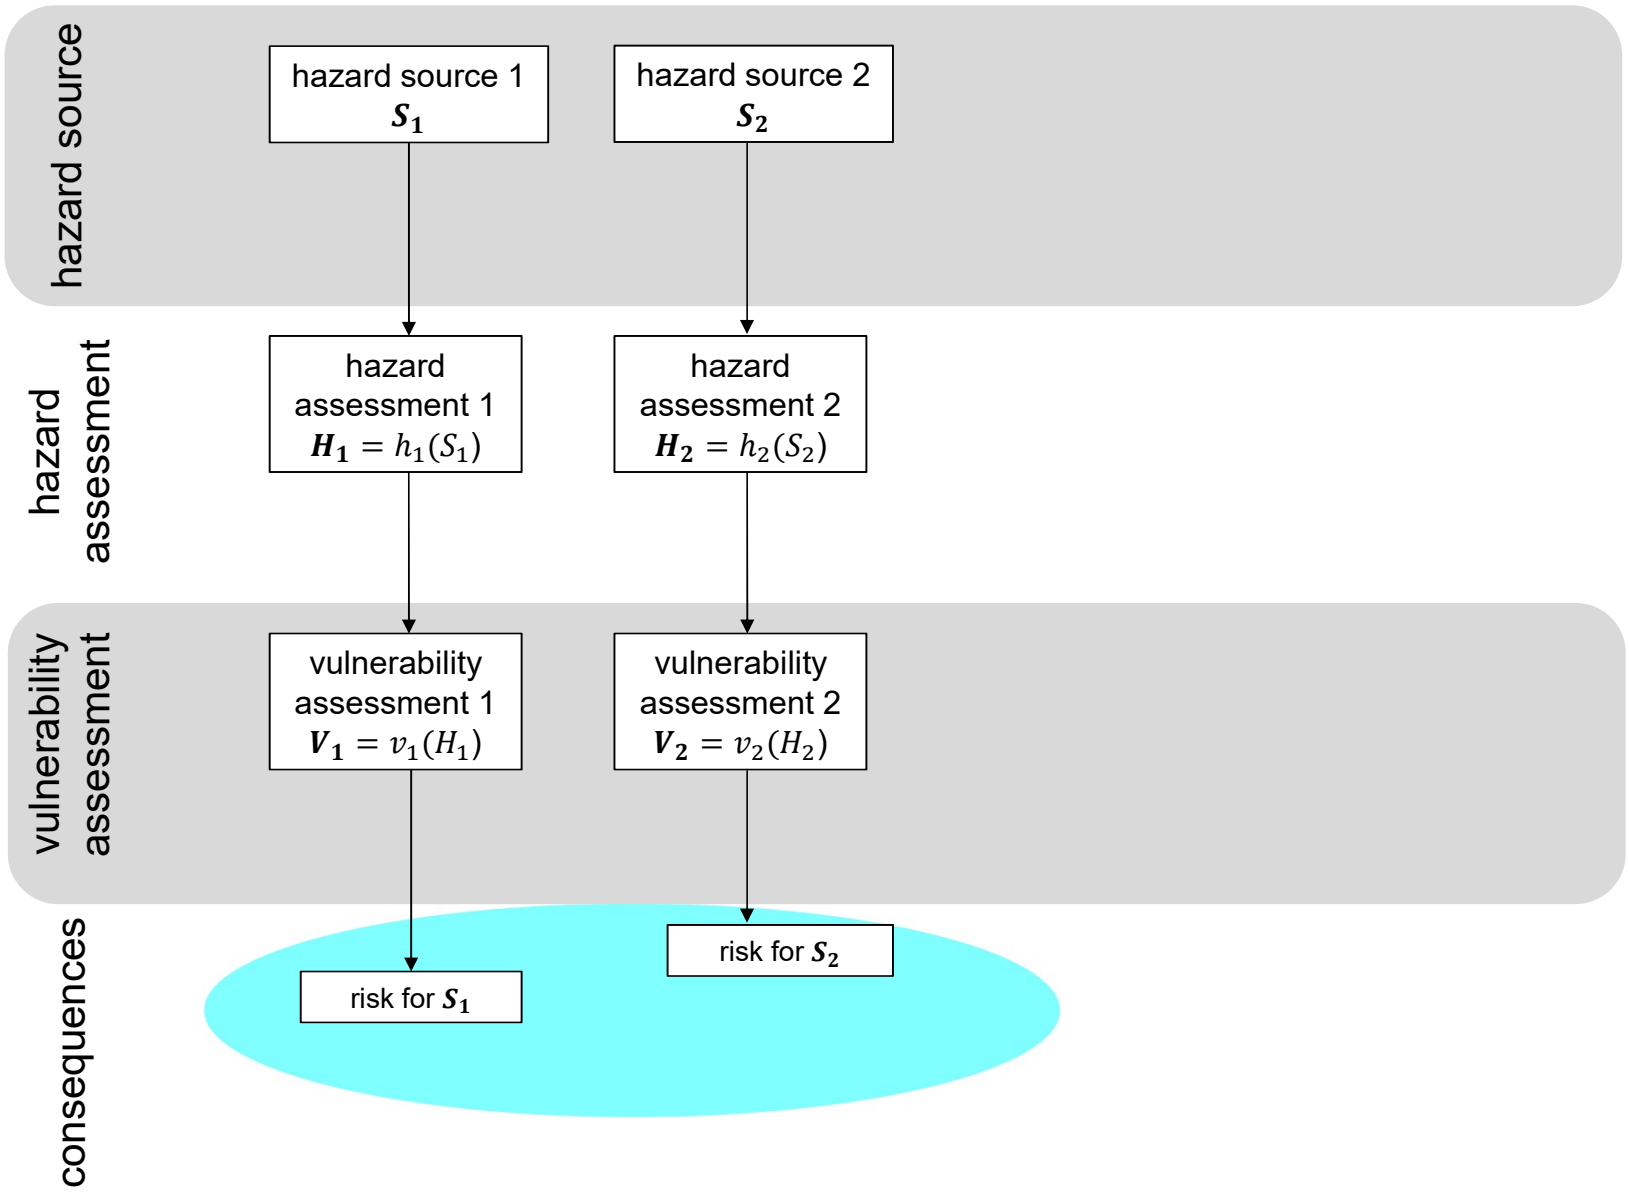 hazard source
hazard source 1
𝑺𝟏
hazard source 2
𝑺𝟐
hazard
assessment
hazard
assessment 1
𝑯𝟏 = ℎ1(𝑆1)
hazard
assessment 2
𝑯𝟐 = ℎ2(𝑆2)
vulnerability
assessment
vulnerability
assessment 1
𝑽𝟏 = 𝑣1(𝐻1)
vulnerability
assessment 2
𝑽𝟐 = 𝑣2(𝐻2)
consequences
risk for 𝑺𝟏
risk for 𝑺𝟐